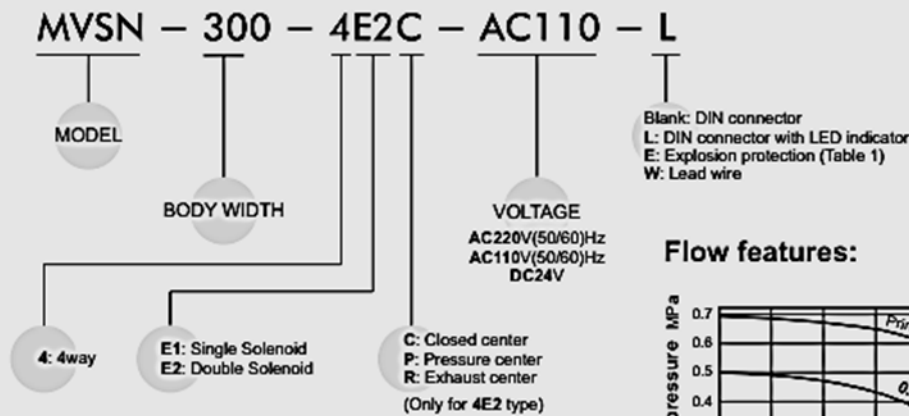 MVSN – 300 – 4E2C – AC110 – L
MODEL
BODY WIDTH
VOLTAGE
AC220V(50/60)Hz
AC110V(50/60)Hz
DC24V
Blank: DIN connector
L: DIN connector with LED indicator
E: Explosion protection (Table 1)
W: Lead wire
4: 4way
E1: Single Solenoid
E2: Double Solenoid
C: Closed center
P: Pressure center
R: Exhaust center
(Only for 4E2 type)
Flow features:
pressure MPa
0.7
0.6
0.5
0.4